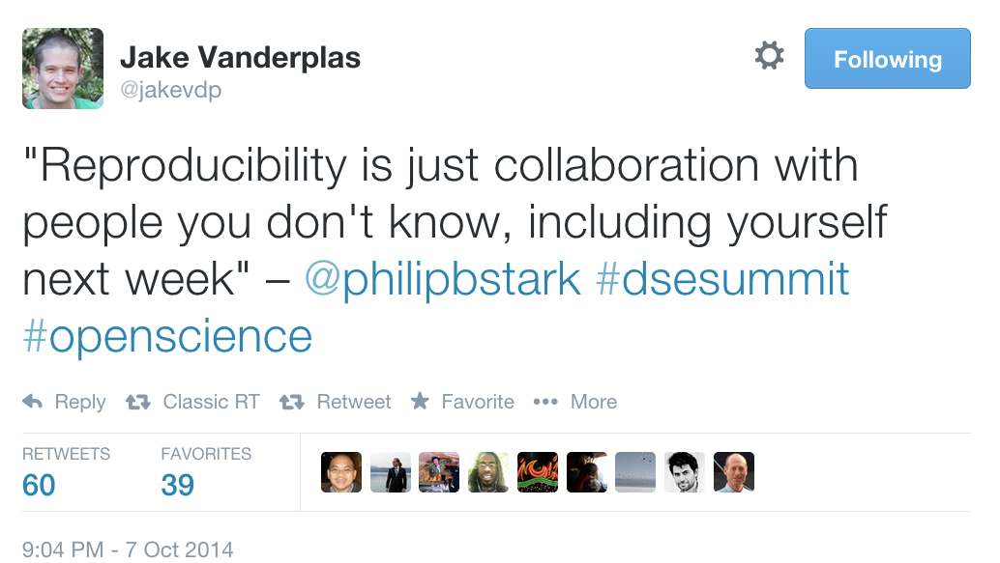 Jake Vanderplas
@jakevdp
Following
"Reproducibility is just collaboration with
people you don't know, including yourself
next week" – @philipbstark #dsesummit
#openscience
Reply Classic RT Retweet Favorite More
RETWEETS FAVORITES
60 39
9:04 PM - 7 Oct 2014